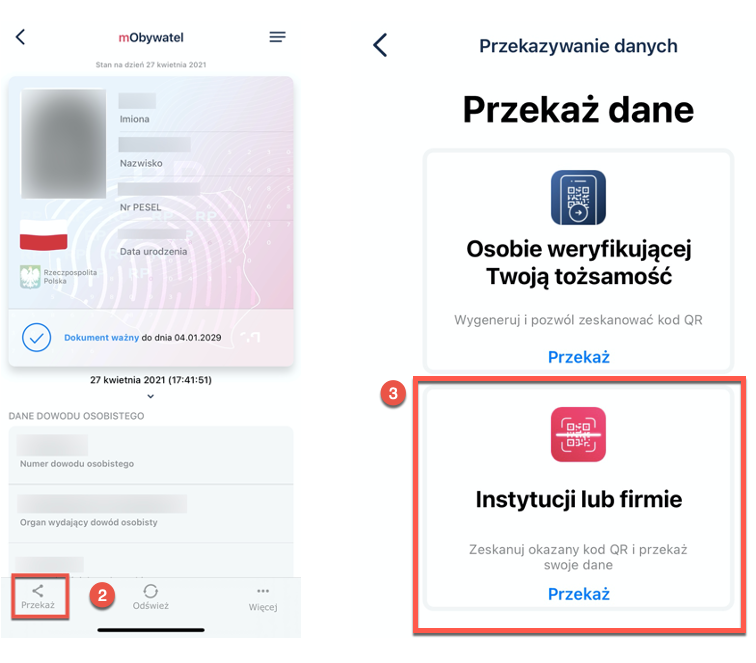 mObywatel
Stan na dzień 27 kwietnia 2021
Imiona
Nazwisko
Nr PESEL
Data urodzenia
Rzeczpospolita
Polska
Dokument ważny do dnia 04.01.2029
27 kwietnia 2021 (17:41:51)
DANE DOWODU OSOBISTEGO
Numer dowodu osobistego
Organ wydający dowód osobisty
Przekaż
2
Odśwież
Więcej
Przekazywanie danych
Przekaż dane
Osobie weryfikującej
Twoją tożsamość
Wygeneruj i pozwól zeskanować kod QR
Przekaż
3
Instytucji lub firmie
Zeskanuj okazany kod QR i przekaż
swoje dane
Przekaż